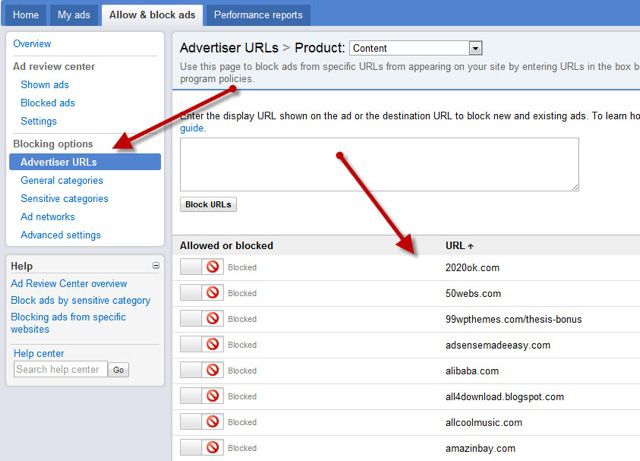 Home My ads Allow & block ads Performance reports
Overview
Ad review center
Shown ads
Blocked ads
Settings
Blocking options
Advertiser URLs
General categories
Sensitive categories
Ad networks
Advanced settings
Help
Ad Review Center overview
Block ads by sensitive category
Blocking ads from specific
websites
Help center
Search help center Go
Advertiser URLs > Product: Content
Use this page to block ads from specific URLs from appearing on your site by entering URLs in the box b
program policies.
Enter the display URL shown on the ad or the destination URL to block new and existing ads. To learn ho
guide.
Block URLs
Allowed or blocked URL
Blocked 2020ok.com
Blocked 50webs.com
Blocked 99wpthemes.com/thesis-bonus
Blocked adsensemadeeasy.com
Blocked alibaba.com
Blocked all4download.blogspot.com
Blocked allcoolmusic.com
Blocked amazinbay.com